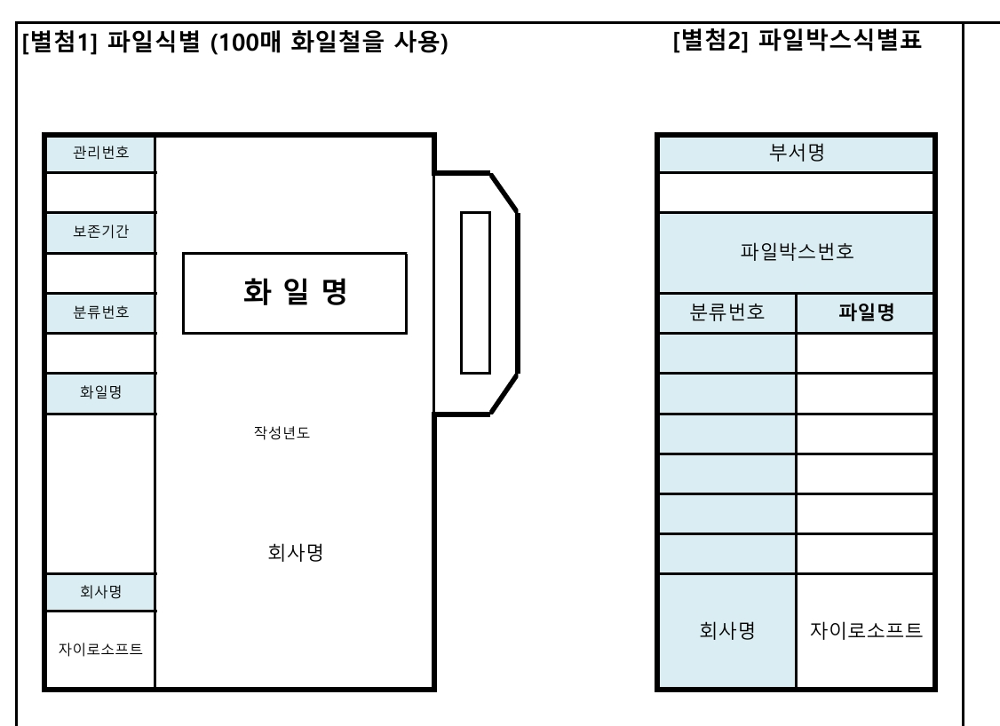 [별첨1] 파일식별 (100매 화일철을 사용)
관리번호
보존기간
분류번호
화일명
회사명
자이로소프트
화 일 명
작성년도
회사명
[별첨2] 파일박스식별표
부서명
파일박스번호
분류번호 파일명
회사명 자이로소프트